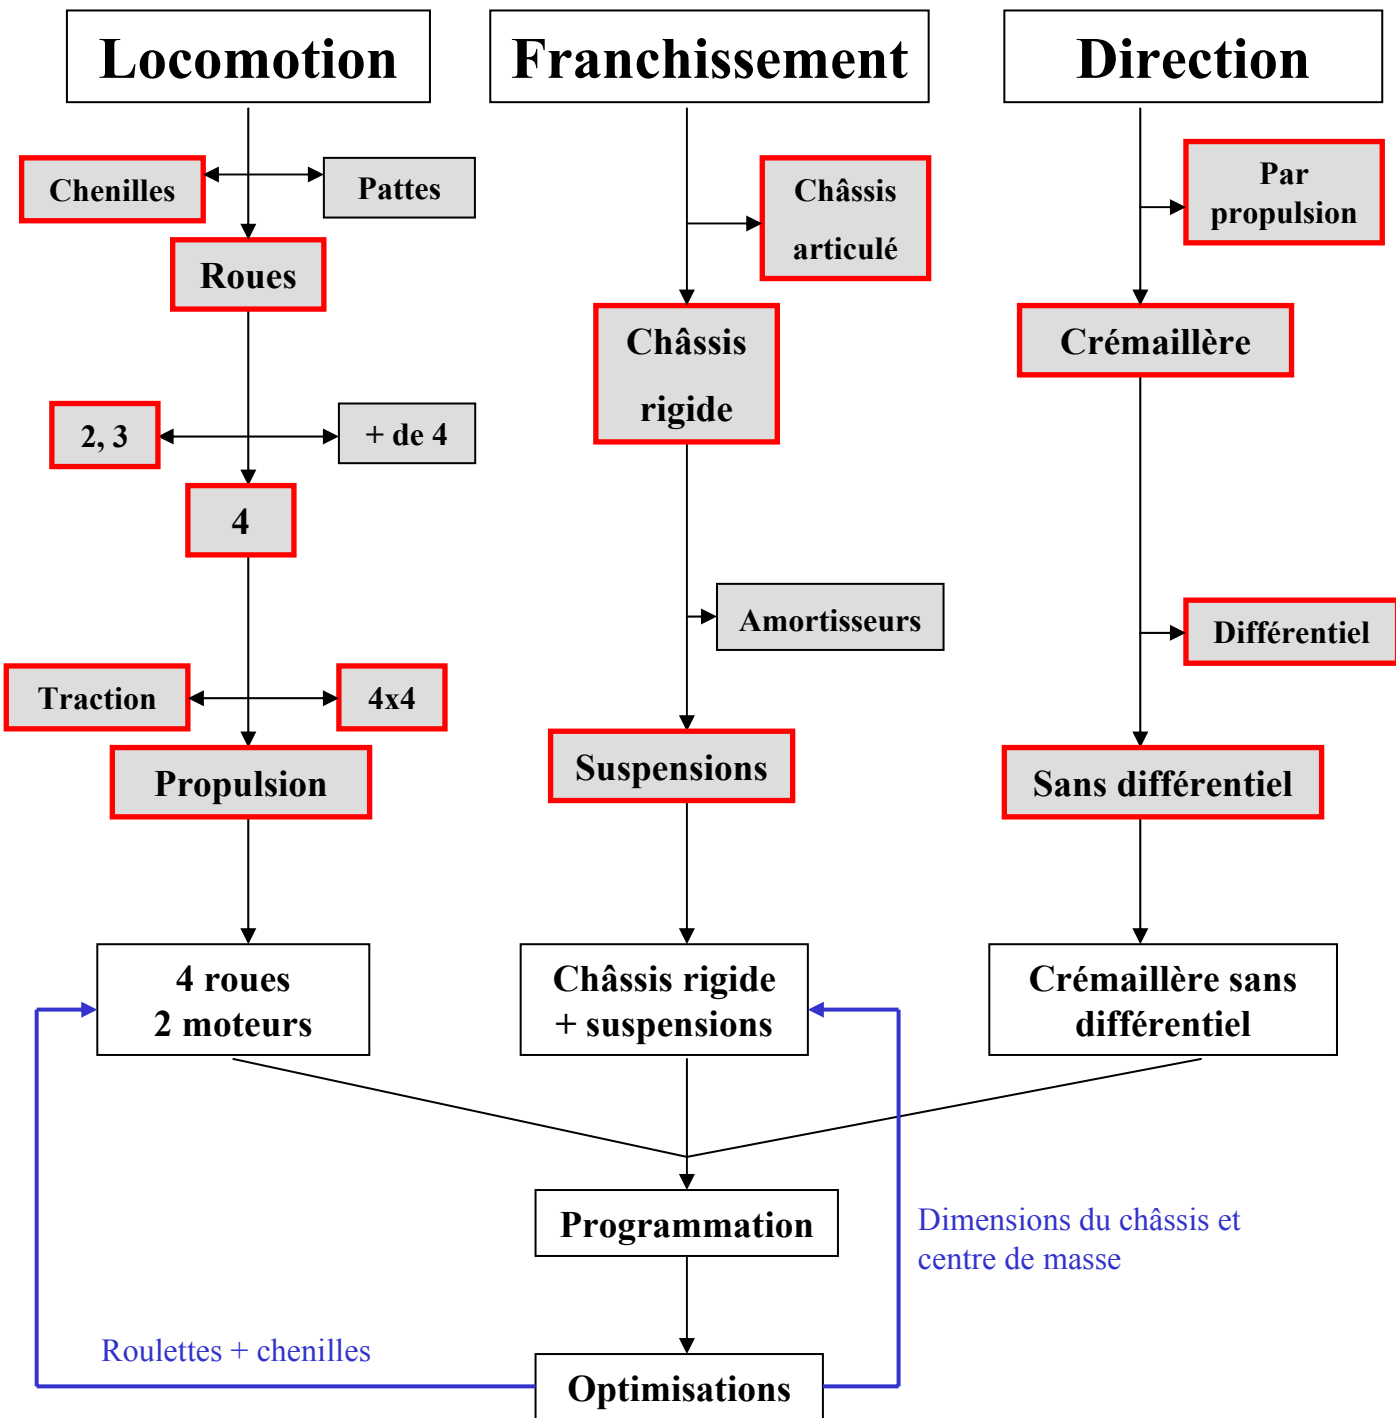 Locomotion
Franchissement
Direction
Chenilles
Pattes
Châssis
articulé
Par
propulsion
Roues
Châssis
rigide
Crémaillère
2, 3
+ de 4
4
Amortisseurs
Différentiel
Traction
4x4
Propulsion
Suspensions
Sans différentiel
4 roues
2 moteurs
Châssis rigide
+ suspensions
Crémaillère sans
différentiel
Programmation
Dimensions du châssis et
centre de masse
Roulettes + chenilles
Optimisations